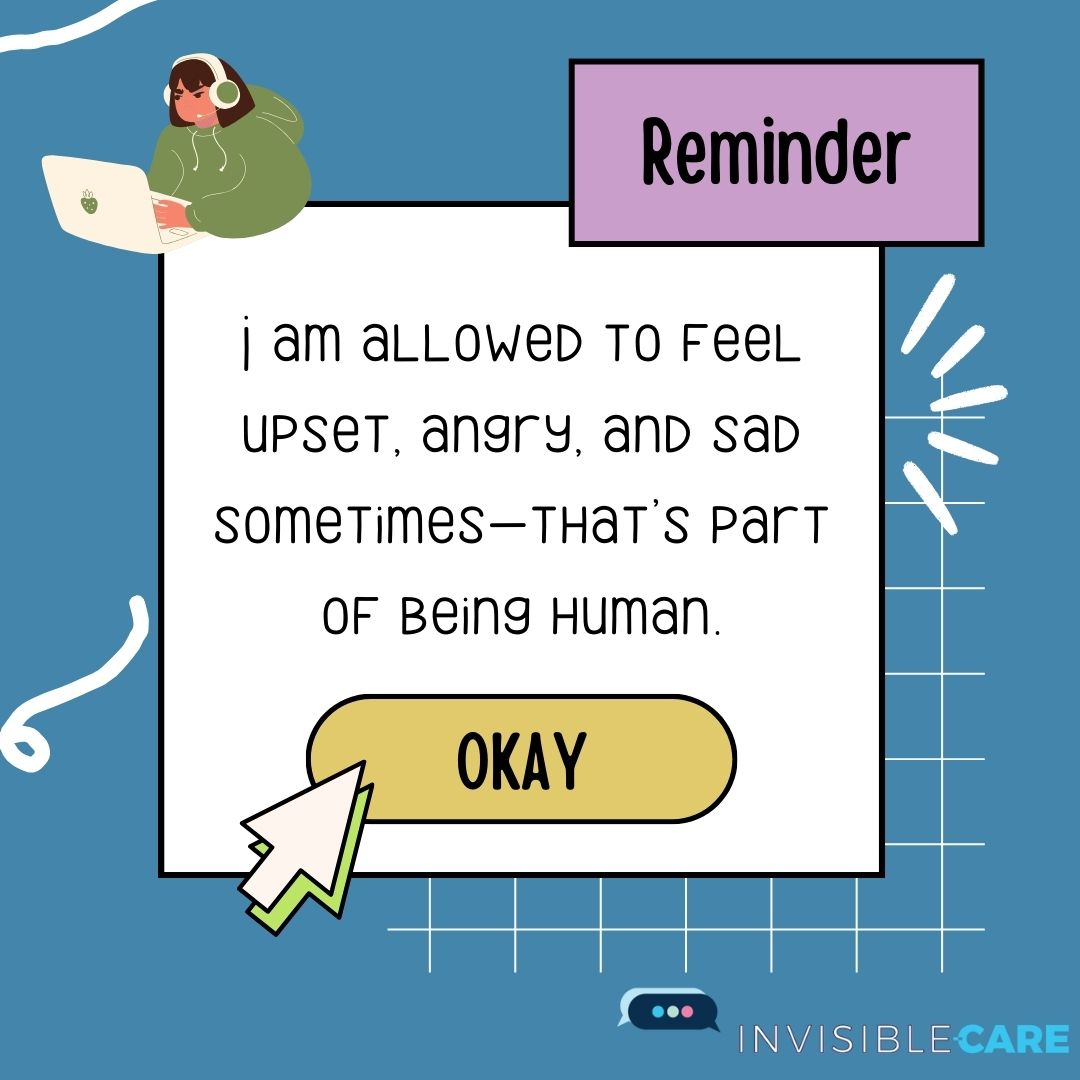 Reminder
i am allowed to feel
upset, angry, and sad
sometimes—that's part
of being human.
OKAY
INVISIBLE-CARE